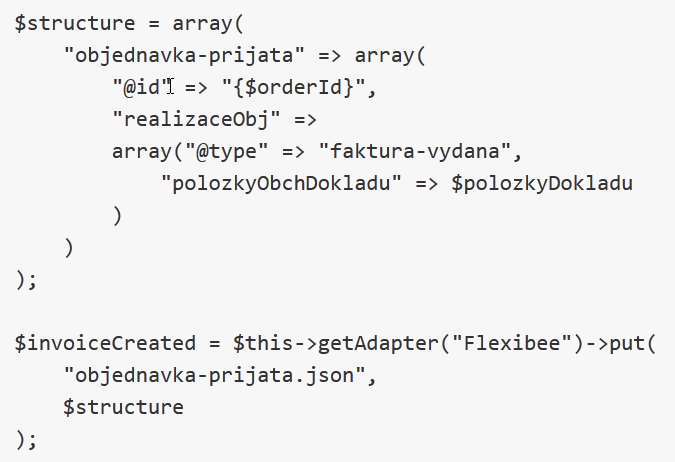 $structure = array(
    "objednavka-prijata" => array(
        "@id" => "{$orderId}",
        "realizaceObj" =>
        array("@type" => "faktura-vydana",
            "polozkyObchDokladu" => $polozkyDokladu
        )
    )
);

$invoiceCreated = $this->getAdapter("Flexibee")->put(
    "objednavka-prijata.json",
    $structure
);